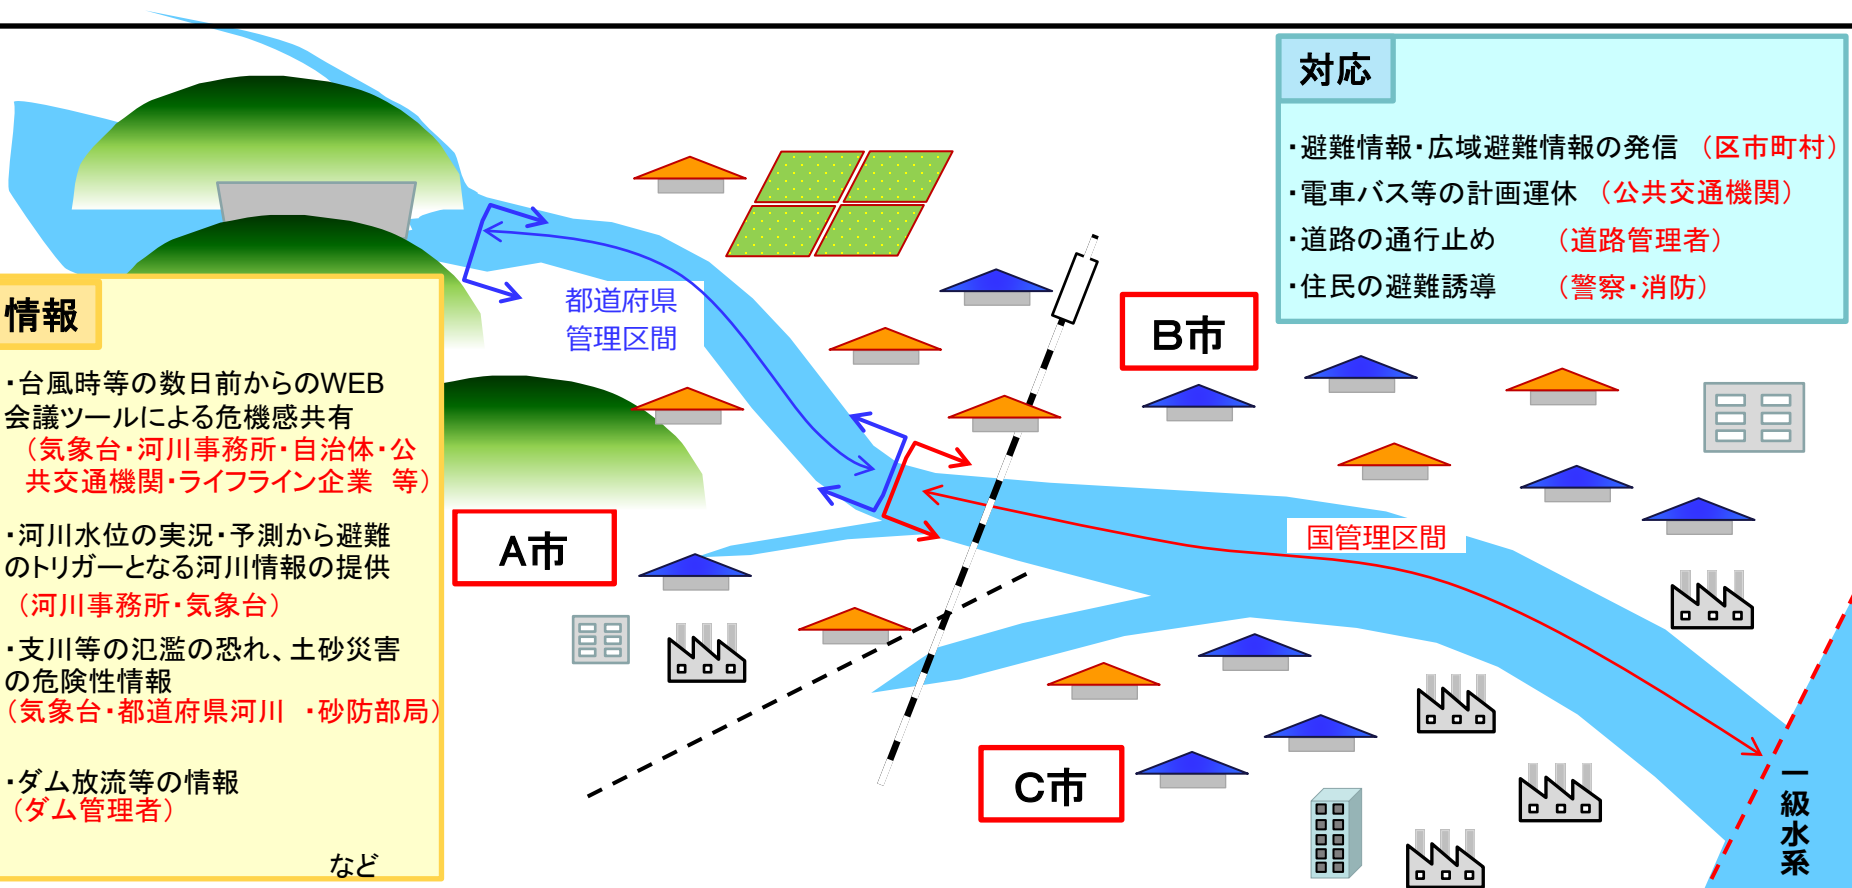 対応
・避難情報・広域避難情報の発信 （区市町村）
・電車バス等の計画運休 （公共交通機関）
・道路の通行止め （道路管理者）
・住民の避難誘導 （警察・消防）
情報
・台風時等の数日前からのWEB
会議ツールによる危機感共有
（気象台・河川事務所・自治体・公
共交通機関・ライフライン企業 等）
・河川水位の実況・予測から避難
のトリガーとなる河川情報の提供
（河川事務所・気象台）
・支川等の氾濫の恐れ、土砂災害
の危険性情報
（気象台・都道府県河川 ・砂防部局）
・ダム放流等の情報
（ダム管理者）
など
都道府県
管理区間
B市
A市
国管理区間
C市
一級水系